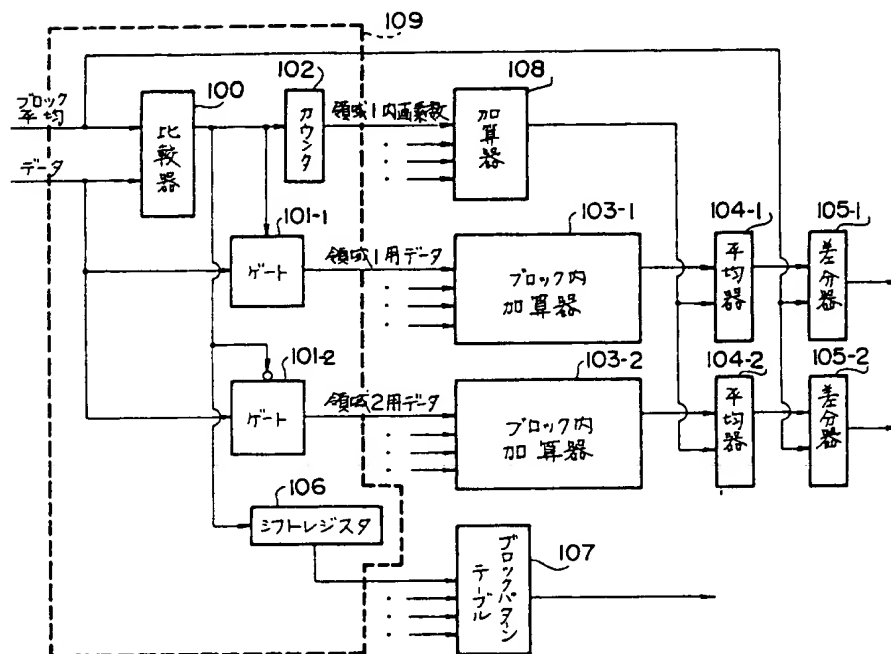 109
ブロック
平均
100
102
108
比較器
カウンタ
領域1内画素数
加算器
データ
101-1
ゲート
領域1用データ
103-1
ブロック内
加算器
104-1
平均器
105-1
差分器
101-2
ゲート
領域2用データ
103-2
ブロック内
加算器
104-2
平均器
105-2
差分器
106
シフトレジスタ
107
ブロックパターン
テーブル